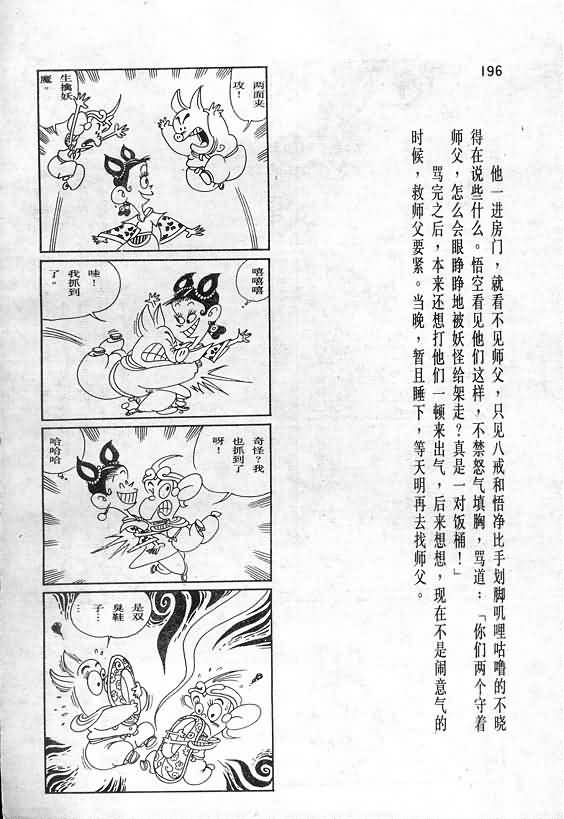 196
他一进房门，就看不见师父，只见八戒和悟净比手划脚叽哩咕噜的不晓
得在说些什么。悟空看见他们这样，不禁怒气填胸，骂道：「你们两个守着
师父，怎么会眼睁睁地被妖怪给架走？真是一对饭桶！」
骂完之后，本来还想打他们一顿来出气，后来想想，现在不是闹意气的
时候，救师父要紧。当晚，暂且睡下，等天明再去找师父。
两面夹
攻！
生擒妖
魔。
嘻嘻嘻
哇！
我抓到
了。
奇怪？我
也抓到了
呀！
哈哈哈
是双
臭鞋
子……